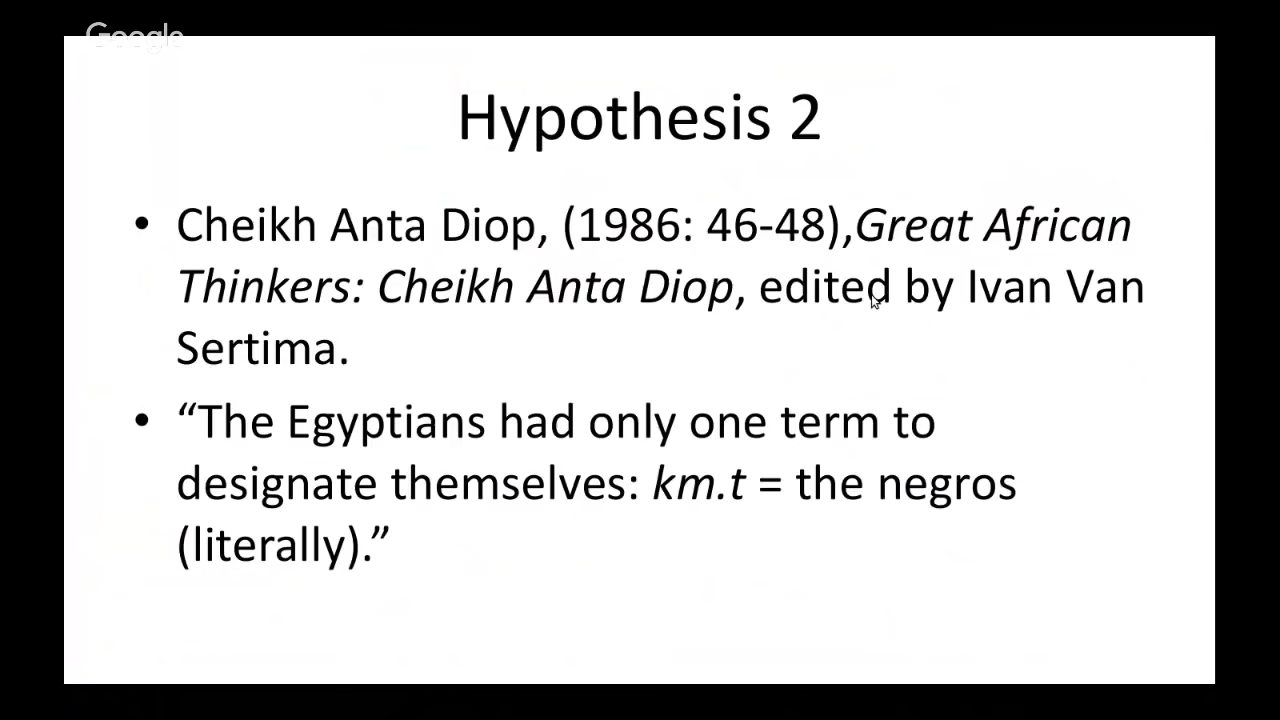 Google
Hypothesis 2
• Cheikh Anta Diop, (1986: 46-48),Great African
Thinkers: Cheikh Anta Diop, edited by Ivan Van
Sertima.
• “The Egyptians had only one term to
designate themselves: km.t = the negros
(literally).”